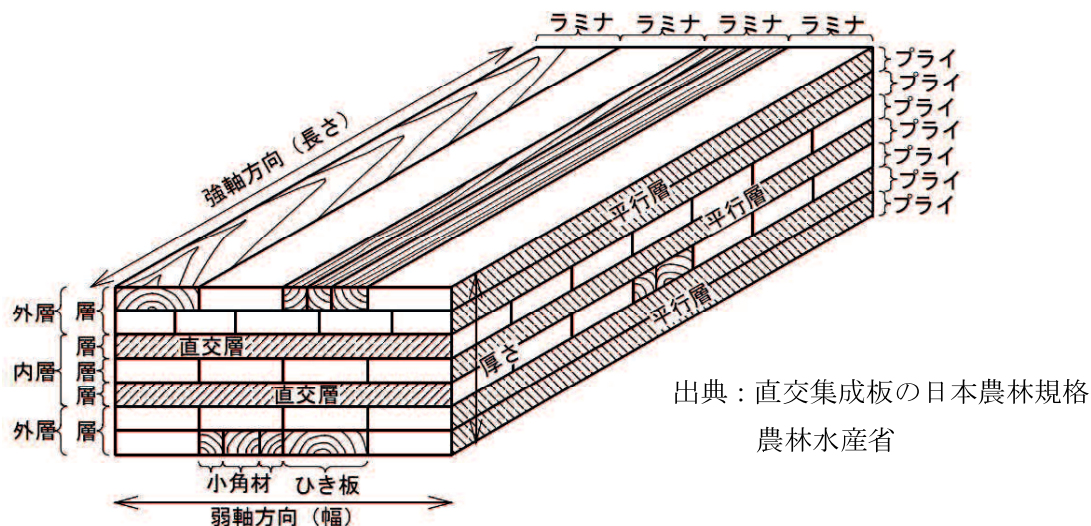 ラミナ ラミナ ラミナ ラミナ
プライ
プライ
プライ
プライ
プライ
プライ
プライ
強軸方向(長さ)
平行層
平行層
平行層
外層 層
層
直交層
内層 層
層
直交層
外層 層
厚さ
小角材 ひき板
弱軸方向(幅)
出典:直交集成板の日本農林規格
農林水産省